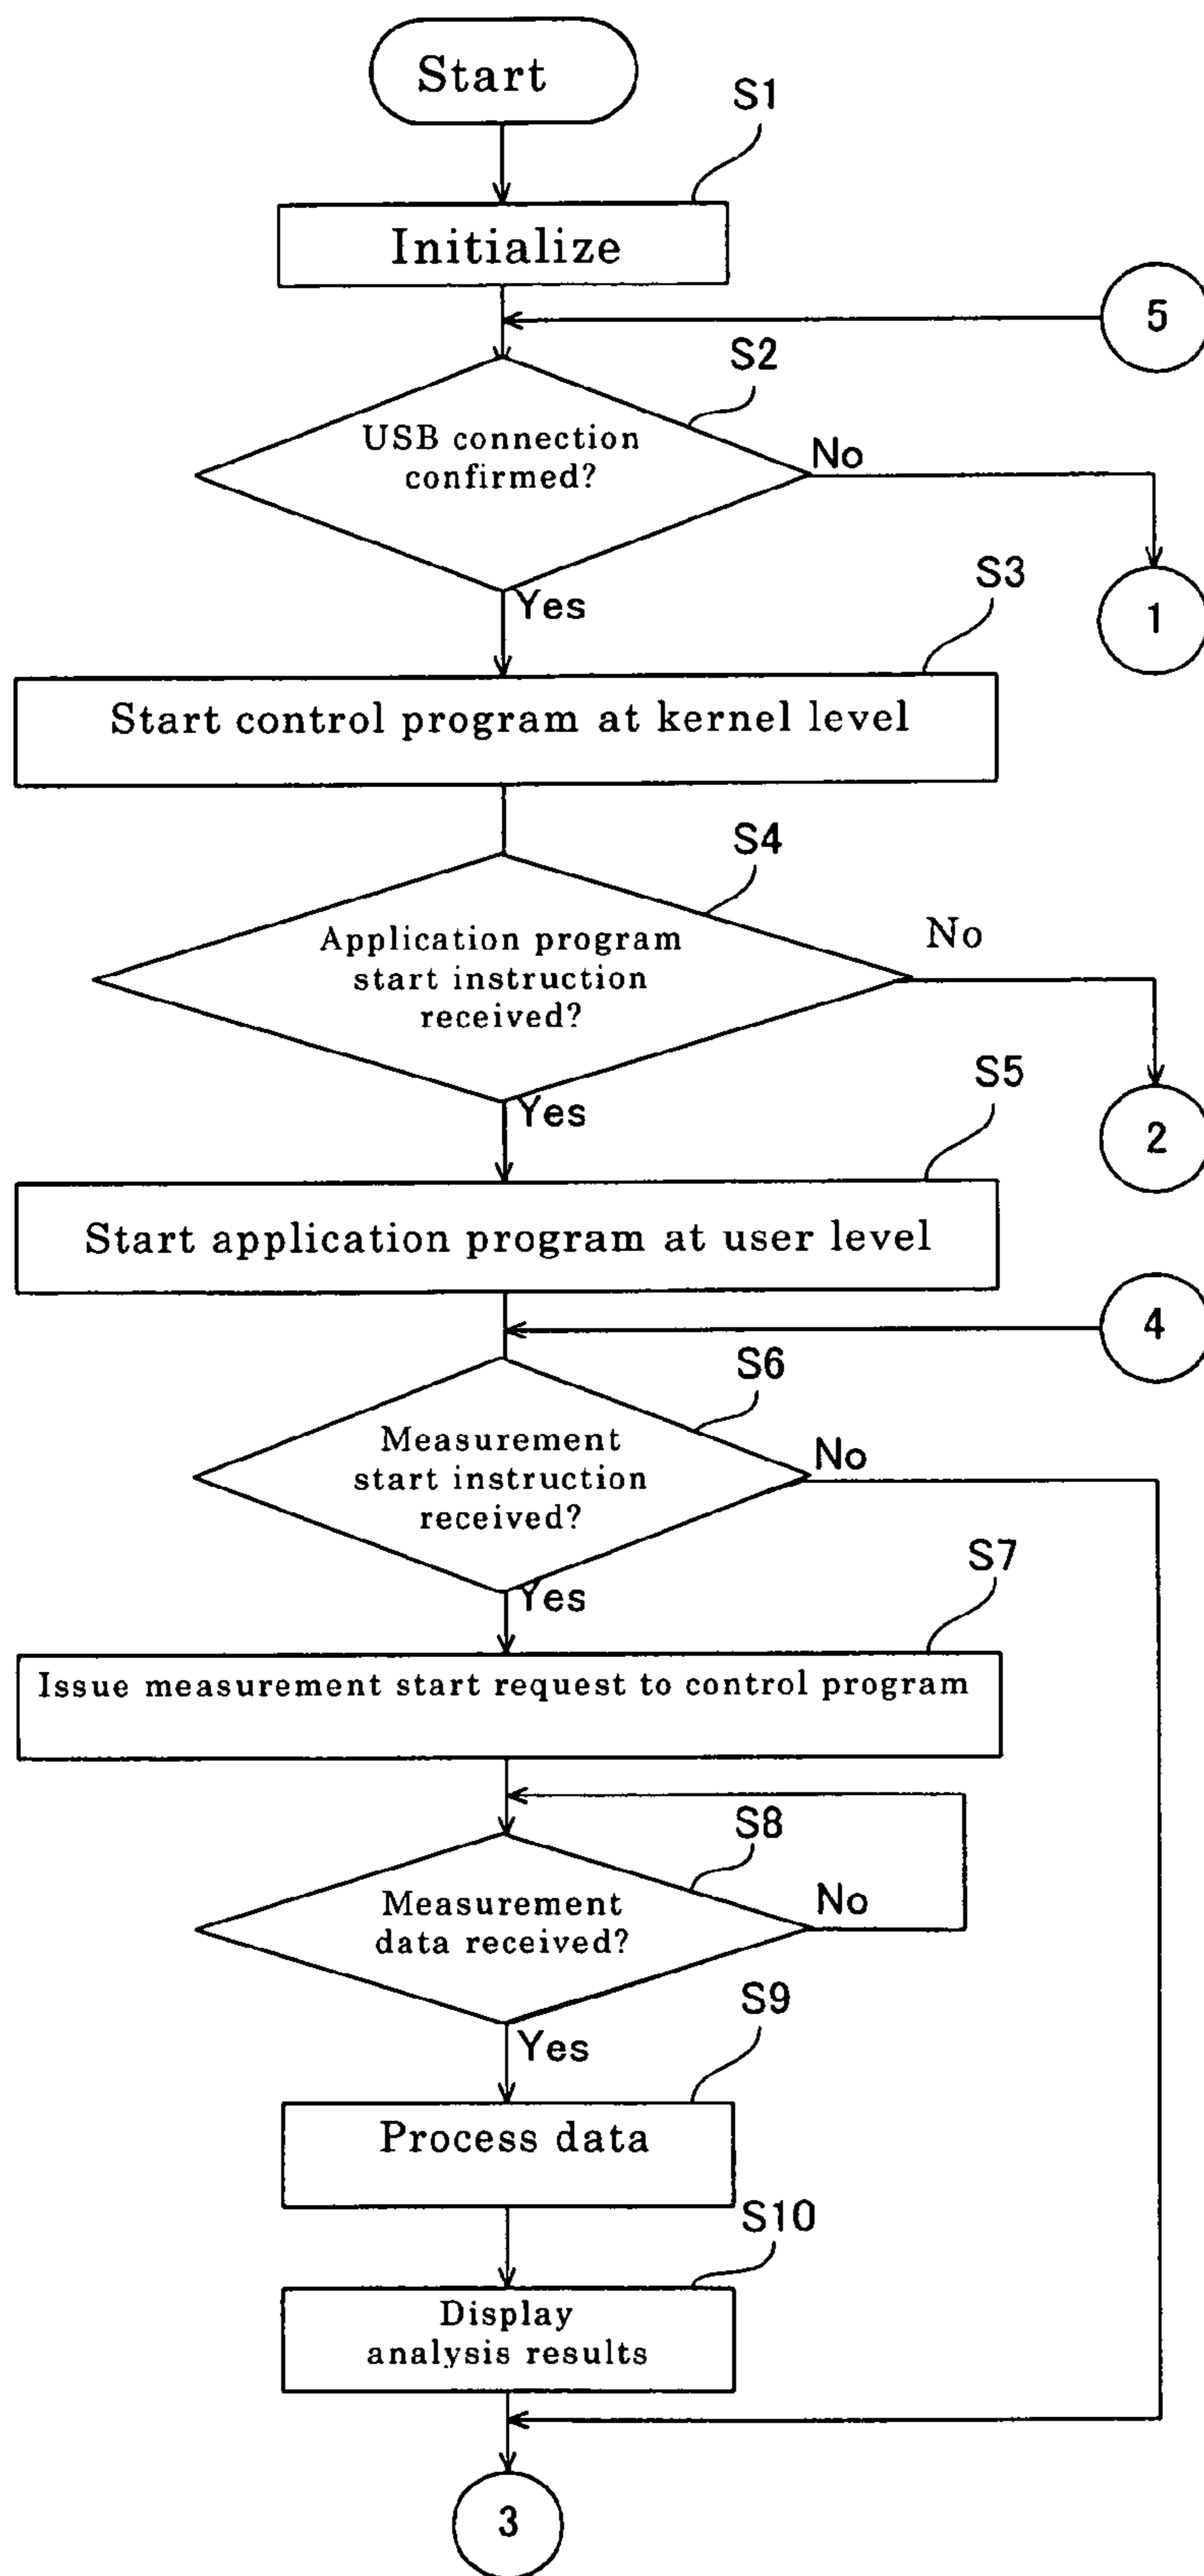 Start
S1
Initialize
5
S2
USB connection
confirmed?
No
1
Yes
S3
Start control program at kernel level
S4
Application program
start instruction
received?
No
2
Yes
S5
Start application program at user level
4
S6
Measurement
start instruction
received?
No
Yes
S7
Issue measurement start request to control program
S8
Measurement
data received?
No
Yes
S9
Process data
S10
Display
analysis results
3